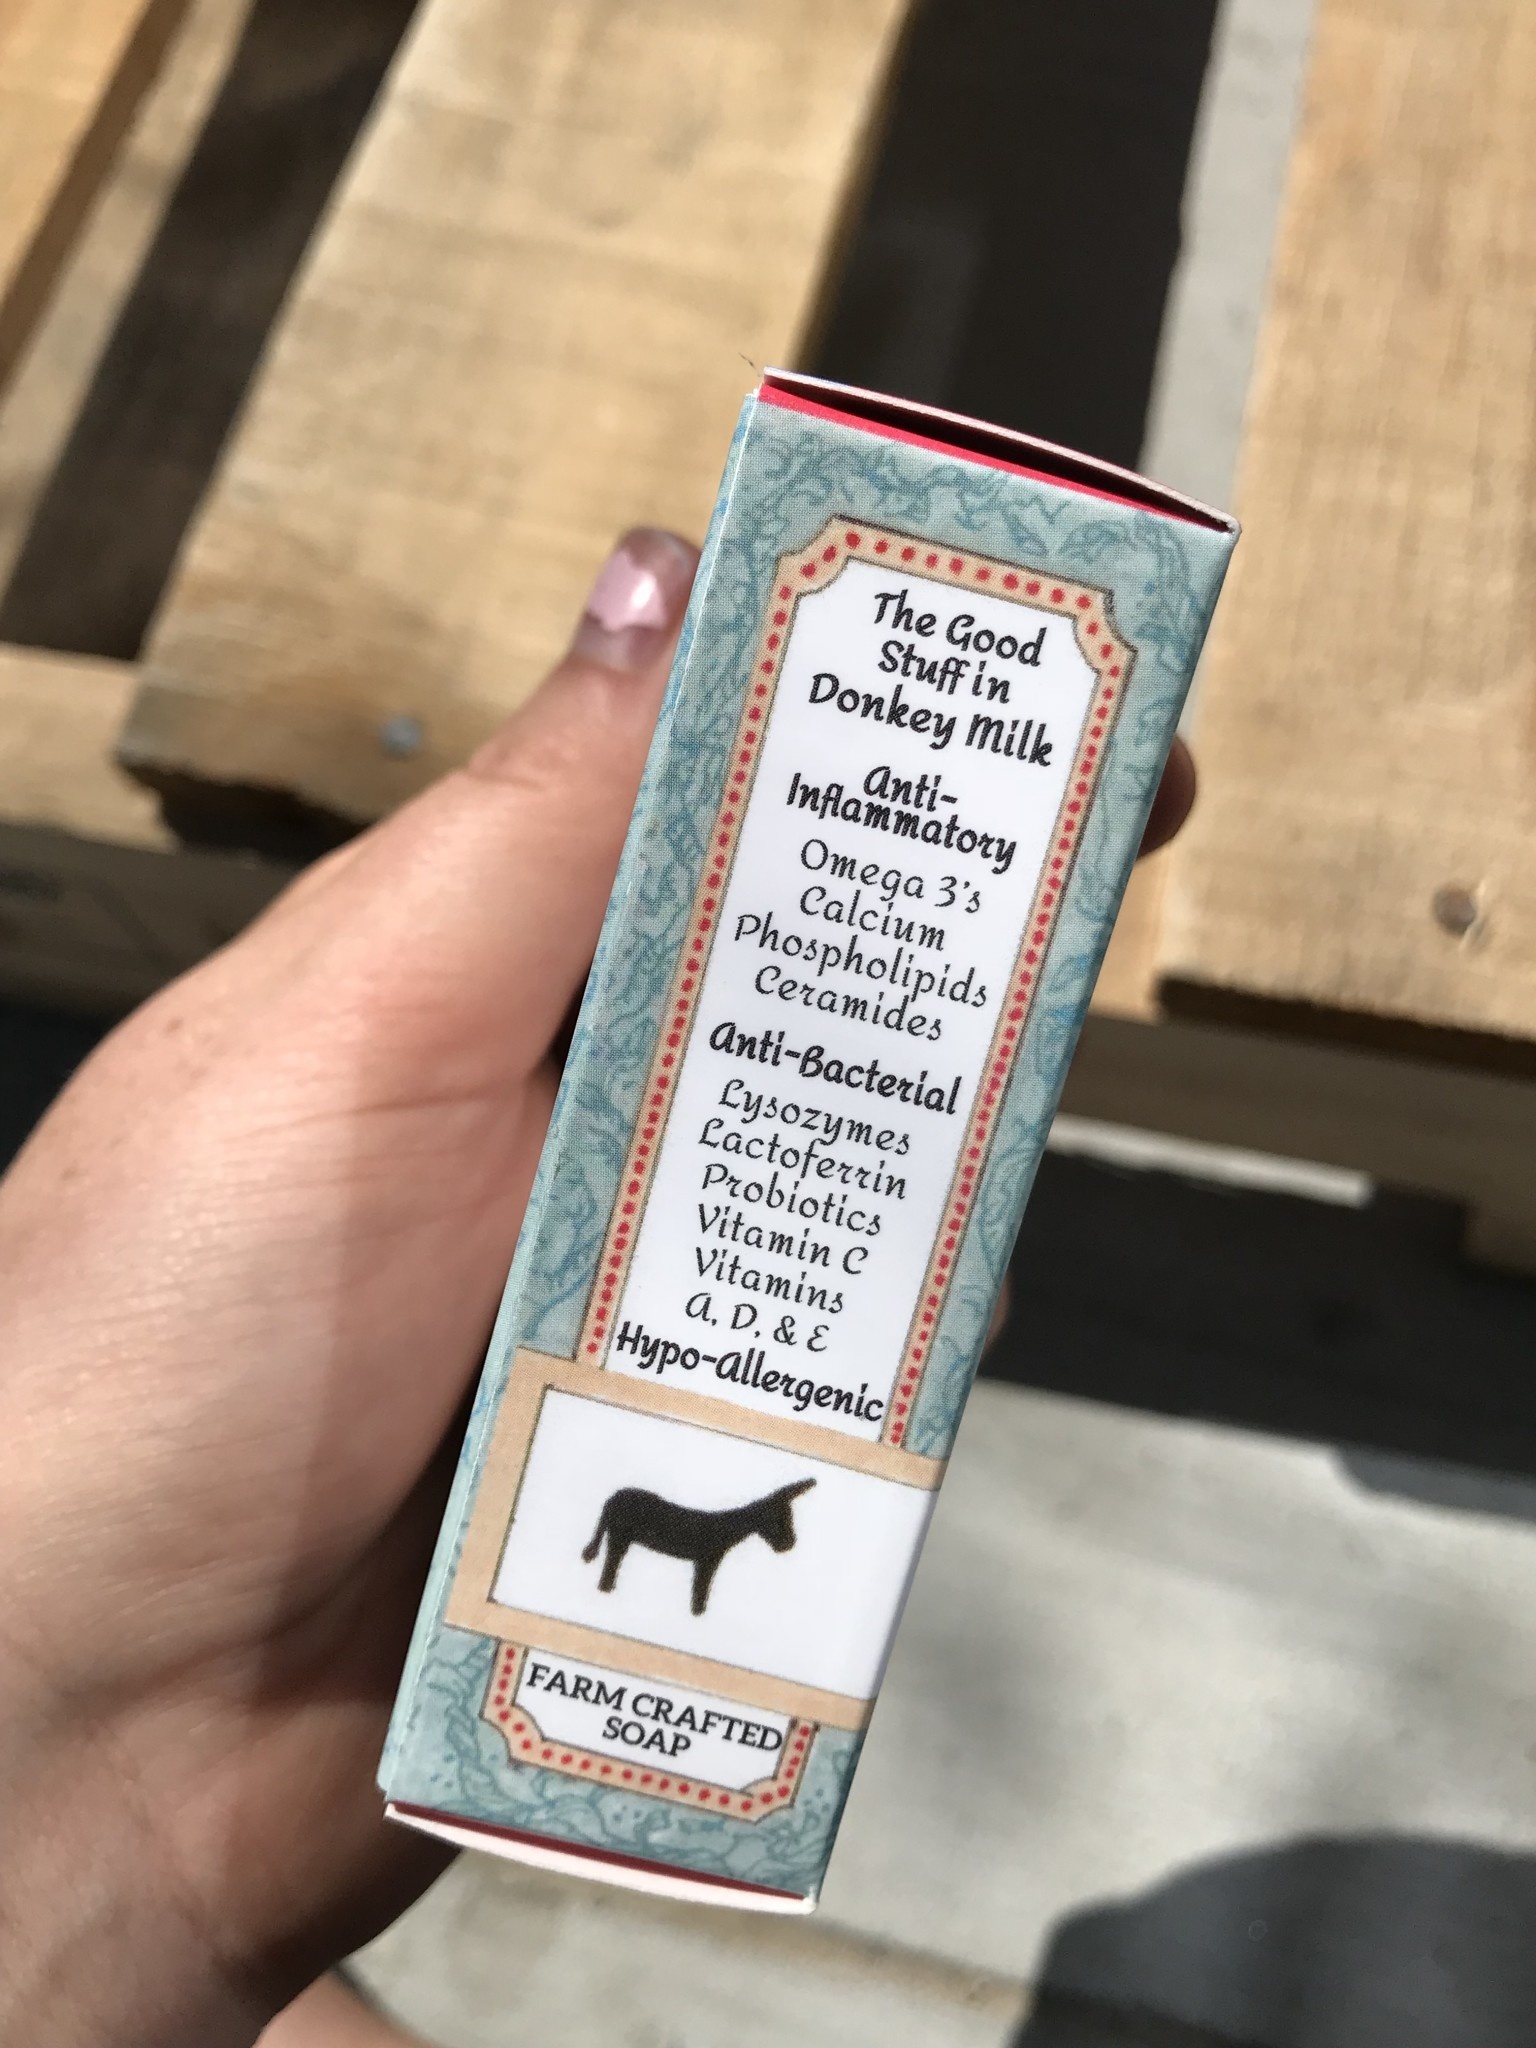 The Good
Stuff in
Donkey Milk
Anti-
Inflammatory
Omega 3's
Calcium
Phospholipids
Ceramides
Anti-Bacterial
Lysozymes
Lactoferrin
Probiotics
Vitamin C
Vitamins
A, D, & E
Hypo-Allergenic
FARM CRAFTED
SOAP